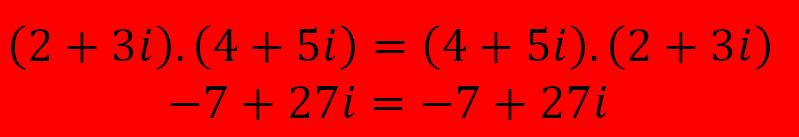 (2 + 3i).(4 + 5i) = (4 + 5i).(2 + 3i)
−7 + 27i = −7 + 27i